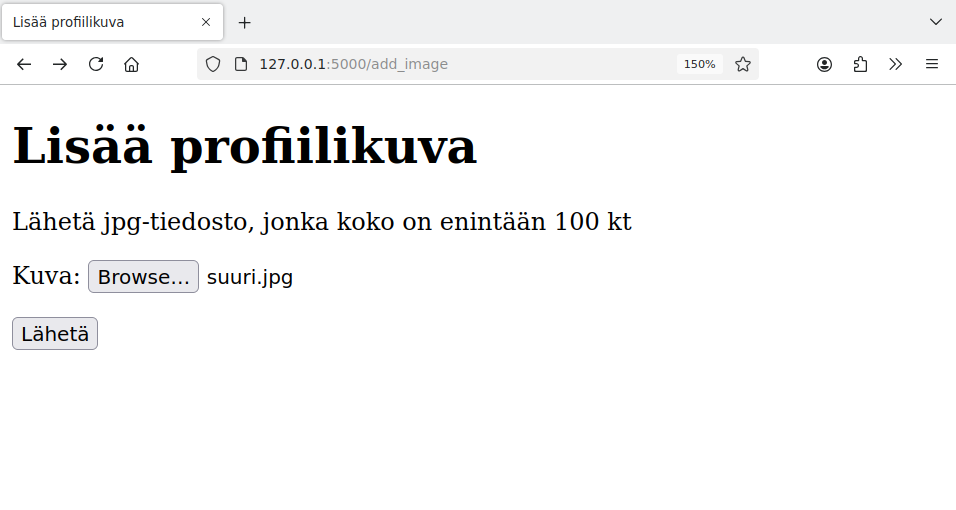 Lisää profiilikuva
127.0.0.1:5000/add_image
150%
Lisää profiilikuva
Lähetä jpg-tiedosto, jonka koko on enintään 100 kt
Kuva: Browse... suuri.jpg
Lähetä